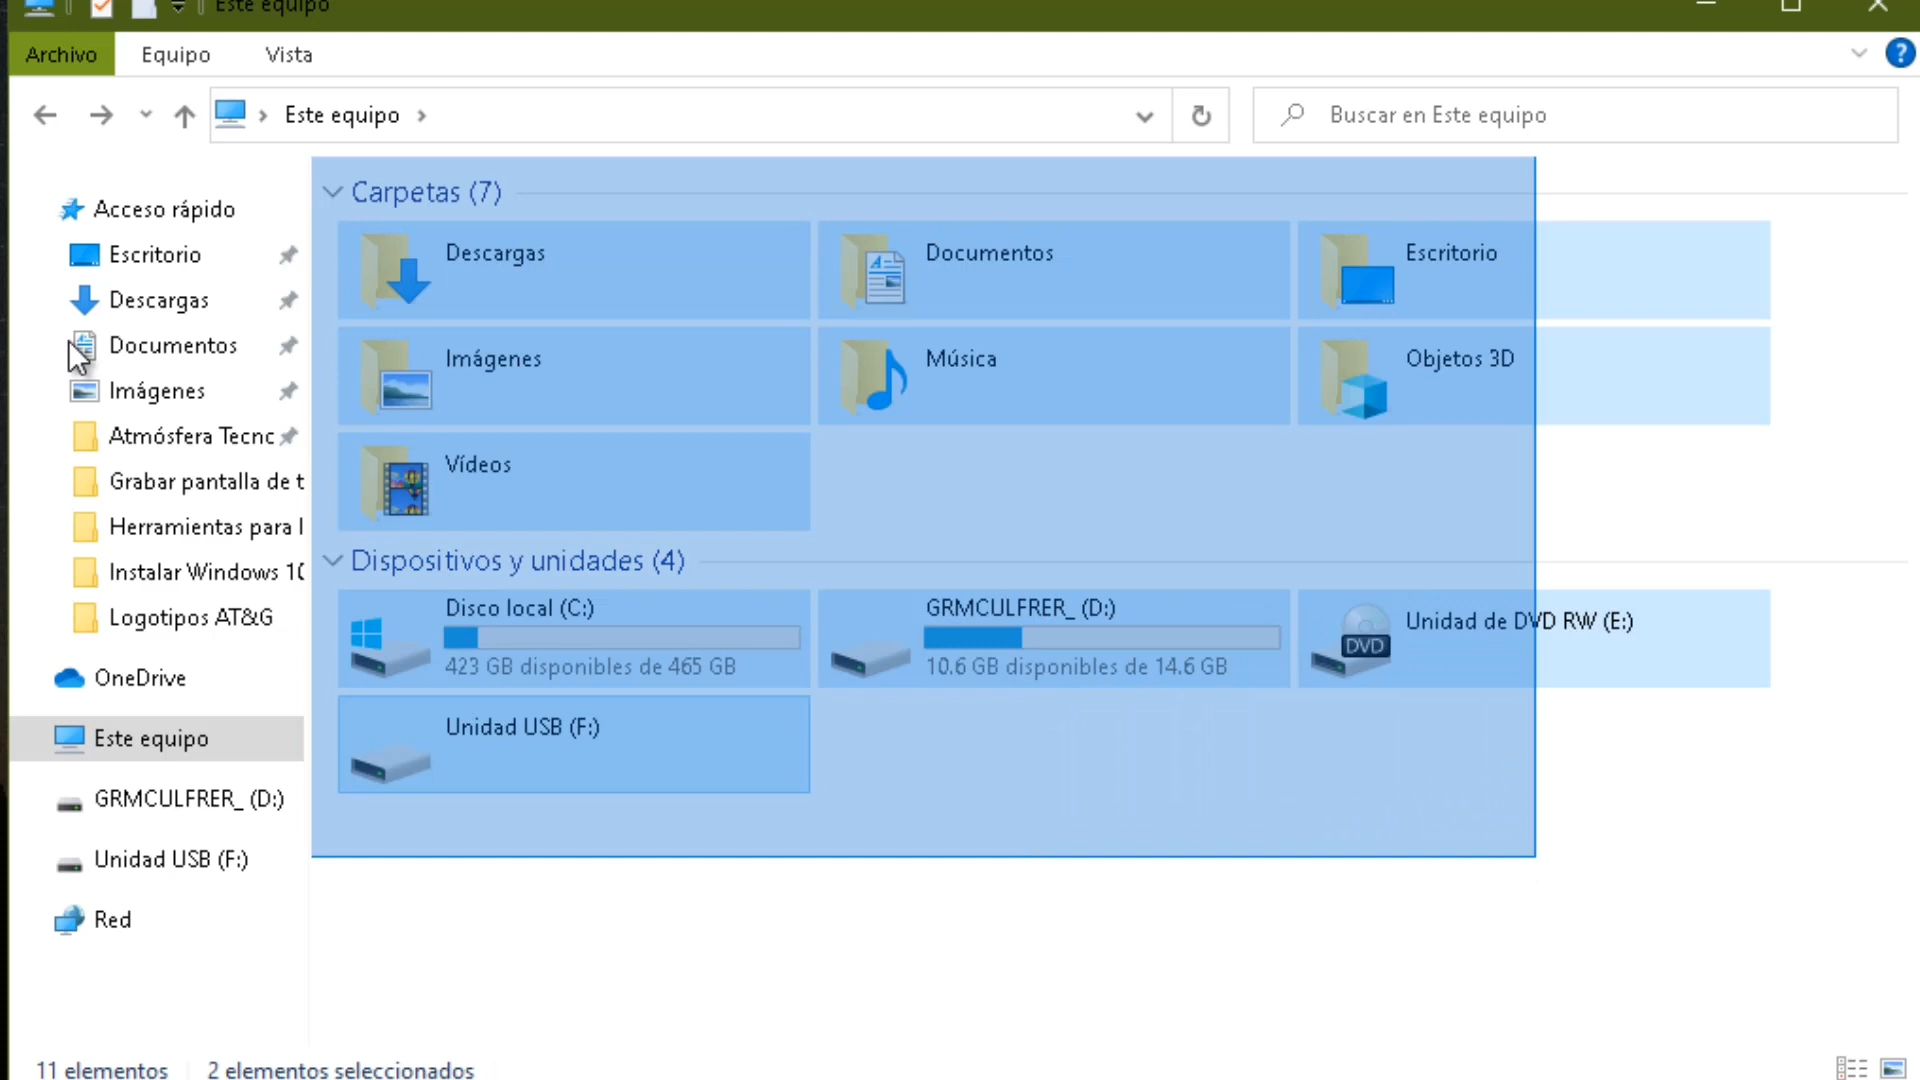 Este equipo
Archivo
Equipo
Vista
?
Este equipo
Buscar en Este equipo
Acceso rápido
Escritorio
Descargas
Documentos
Imágenes
Atmósfera Tecnc
Grabar pantalla de t
Herramientas para l
Instalar Windows 10
Logotipos AT&G
OneDrive
Este equipo
GRMCULFRER_ (D:)
Unidad USB (F:)
Red
Carpetas (7)
Descargas
Documentos
Escritorio
Imágenes
Música
Objetos 3D
Vídeos
Dispositivos y unidades (4)
Disco local (C:)
423 GB disponibles de 465 GB
GRMCULFRER_ (D:)
10.6 GB disponibles de 14.6 GB
DVD
Unidad de DVD RW (E:)
Unidad USB (F:)
11 elementos
2 elementos seleccionados